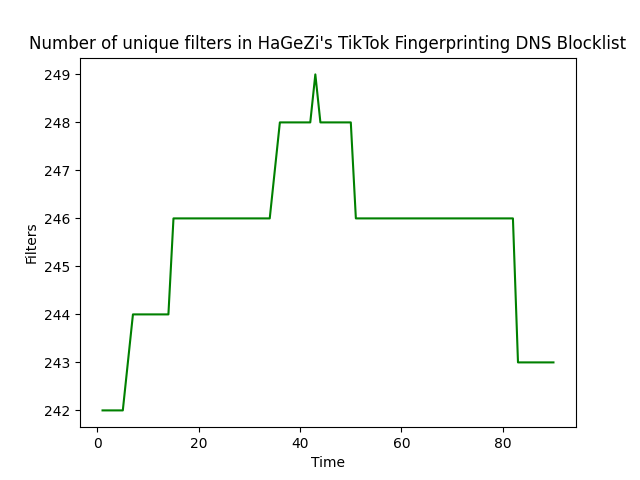 Number of unique filters in HaGeZi's TikTok Fingerprinting DNS Blocklist
249
248
247
246
245
244
243
242
Filters
0 20 40 60 80
Time